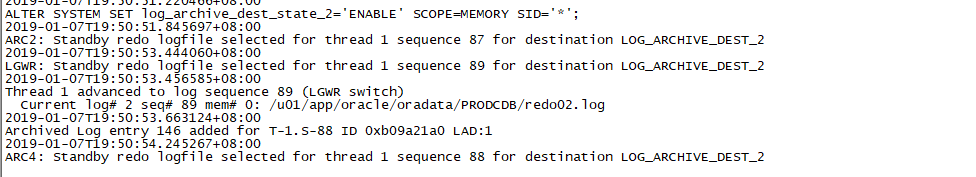 2019-01-07T19:50:51.220466+08:00
ALTER SYSTEM SET log_archive_dest_state_2='ENABLE' SCOPE=MEMORY SID='*';
2019-01-07T19:50:51.845697+08:00
ARC2: Standby redo logfile selected for thread 1 sequence 87 for destination LOG_ARCHIVE_DEST_2
2019-01-07T19:50:53.444060+08:00
LGWR: Standby redo logfile selected for thread 1 sequence 89 for destination LOG_ARCHIVE_DEST_2
2019-01-07T19:50:53.456585+08:00
Thread 1 advanced to log sequence 89 (LGWR switch)
  Current log# 2 seq# 89 mem# 0: /u01/app/oracle/oradata/PRODCDB/redo02.log
2019-01-07T19:50:53.663124+08:00
Archived Log entry 146 added for T-1.S-88 ID 0xb09a21a0 LAD:1
2019-01-07T19:50:54.245267+08:00
ARC4: Standby redo logfile selected for thread 1 sequence 88 for destination LOG_ARCHIVE_DEST_2